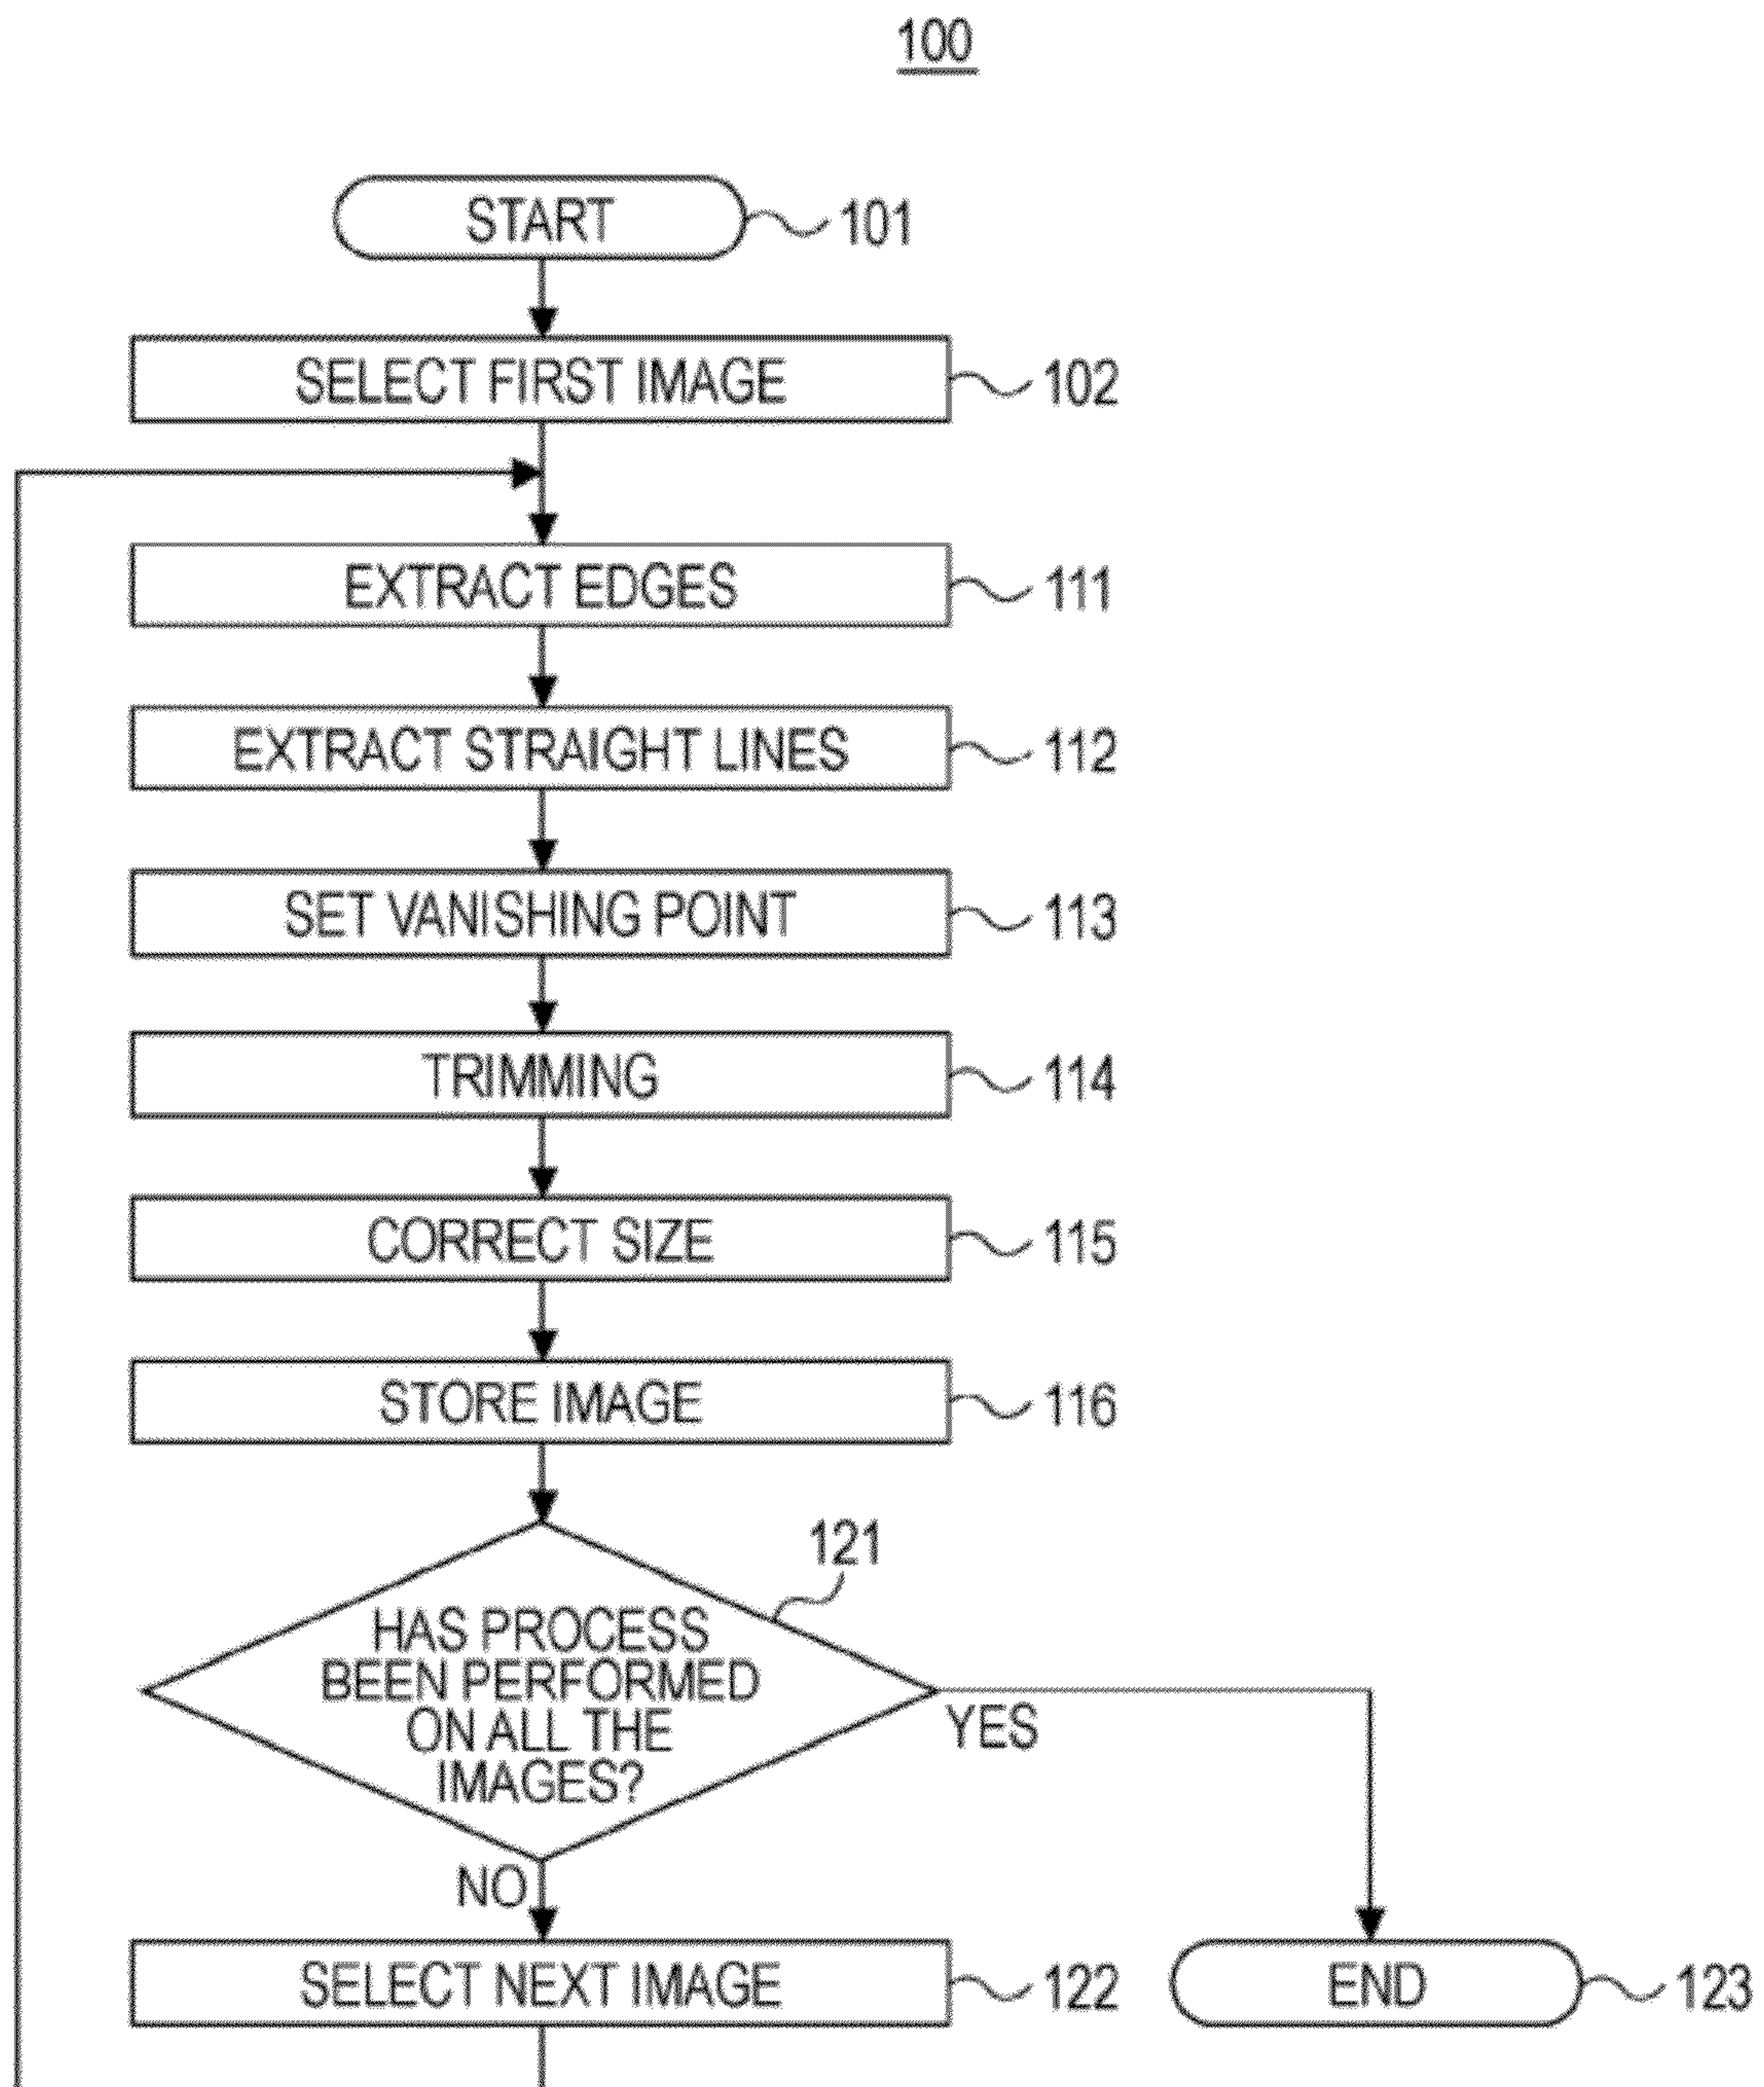 100
START
101
SELECT FIRST IMAGE
102
EXTRACT EDGES
111
EXTRACT STRAIGHT LINES
112
SET VANISHING POINT
113
TRIMMING
114
CORRECT SIZE
115
STORE IMAGE
116
121
HAS PROCESS
BEEN PERFORMED
ON ALL THE
IMAGES?
YES
NO
SELECT NEXT IMAGE
122
END
123